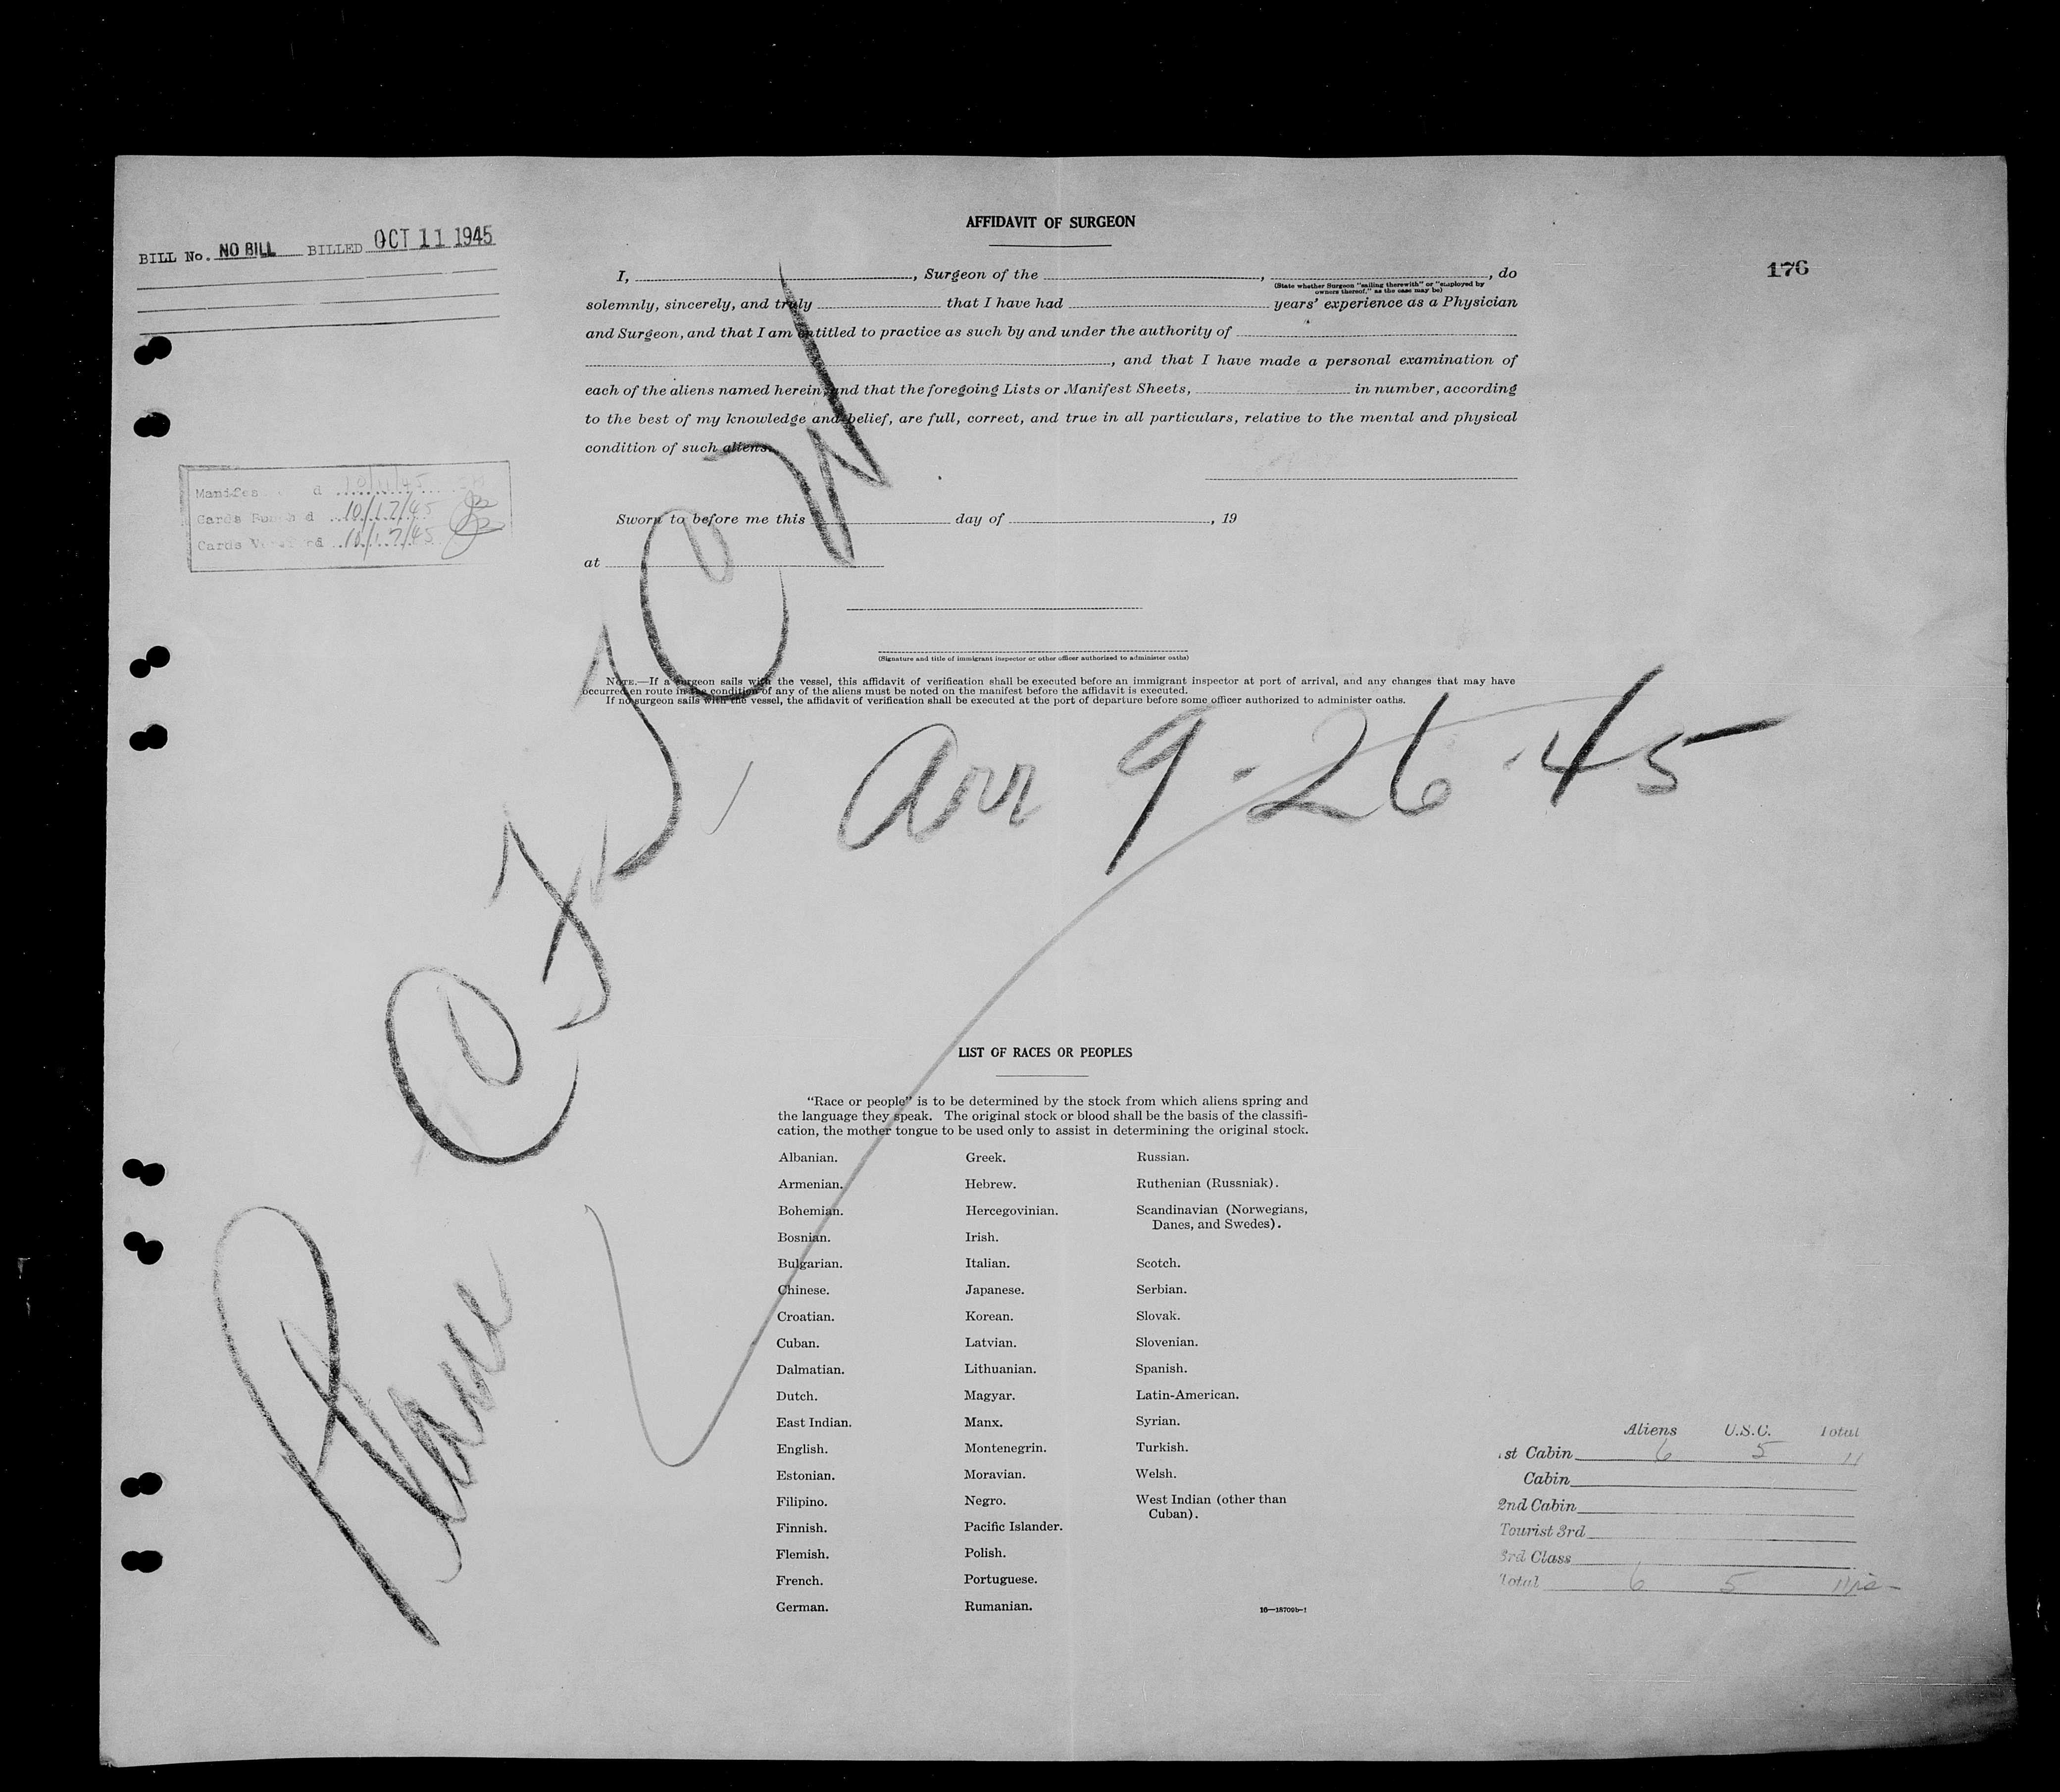 AFFIDAVIT OF SURGEON
BILL No. NO BILL BILLED OCT 11 1945
176
I, , Surgeon of the , , do
(State whether Surgeon "sailing therewith" or "employed by
owners thereof," as the case may be)
solemnly, sincerely, and truly that I have had years' experience as a Physician
and Surgeon, and that I am entitled to practice as such by and under the authority of
, and that I have made a personal examination of
each of the aliens named herein, and that the foregoing Lists or Manifest Sheets, in number, according
to the best of my knowledge and belief, are full, correct, and true in all particulars, relative to the mental and physical
condition of such aliens.
Manifes d 10/11/45
Cards d 10/17/45
Cards 10/17/45
Sworn to before me this day of , 19
at
(Signature and title of immigrant inspector or other officer authorized to administer oaths)
NOTE.—If a surgeon sails with the vessel, this affidavit of verification shall be executed before an immigrant inspector at port of arrival, and any changes that may have
occurred en route in the condition of any of the aliens must be noted on the manifest before the affidavit is executed.
If no surgeon sails with the vessel, the affidavit of verification shall be executed at the port of departure before some officer authorized to administer oaths.
Plane
Arr 9-26-45
LIST OF RACES OR PEOPLES
"Race or people" is to be determined by the stock from which aliens spring and
the language they speak. The original stock or blood shall be the basis of the classifi-
cation, the mother tongue to be used only to assist in determining the original stock.
Albanian.
Armenian.
Bohemian.
Bosnian.
Bulgarian.
Chinese.
Croatian.
Cuban.
Dalmatian.
Dutch.
East Indian.
English.
Estonian.
Filipino.
Finnish.
Flemish.
French.
German.
Greek.
Hebrew.
Hercegovinian.
Irish.
Italian.
Japanese.
Korean.
Latvian.
Lithuanian.
Magyar.
Manx.
Montenegrin.
Moravian.
Negro.
Pacific Islander.
Polish.
Portuguese.
Rumanian.
Russian.
Ruthenian (Russniak).
Scandinavian (Norwegians,
Danes, and Swedes).
Scotch.
Serbian.
Slovak.
Slovenian.
Spanish.
Latin-American.
Syrian.
Turkish.
Welsh.
West Indian (other than
Cuban).
16—18709b-1
Aliens U.S.C. Total
1st Cabin 6 5 11
Cabin
2nd Cabin
Tourist 3rd
3rd Class
Total 6 5 11